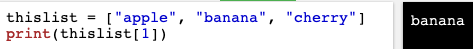 thislist = ["apple", "banana", "cherry"]
print(thislist[1])
banana